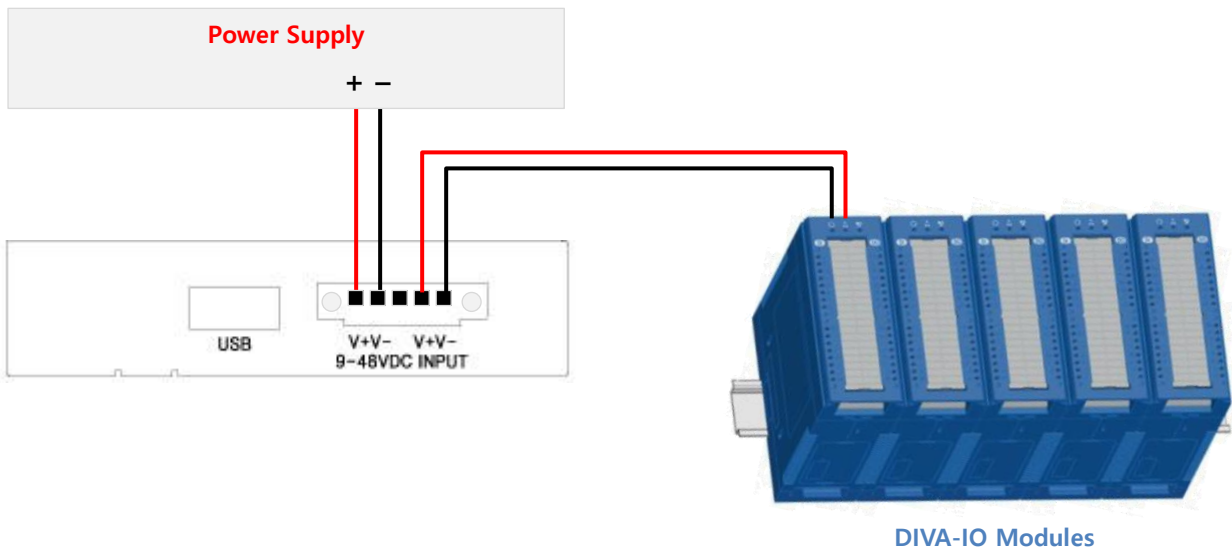 Power Supply
+ −
USB
V+V− V+V−
9-48VDC INPUT
DIVA-IO Modules